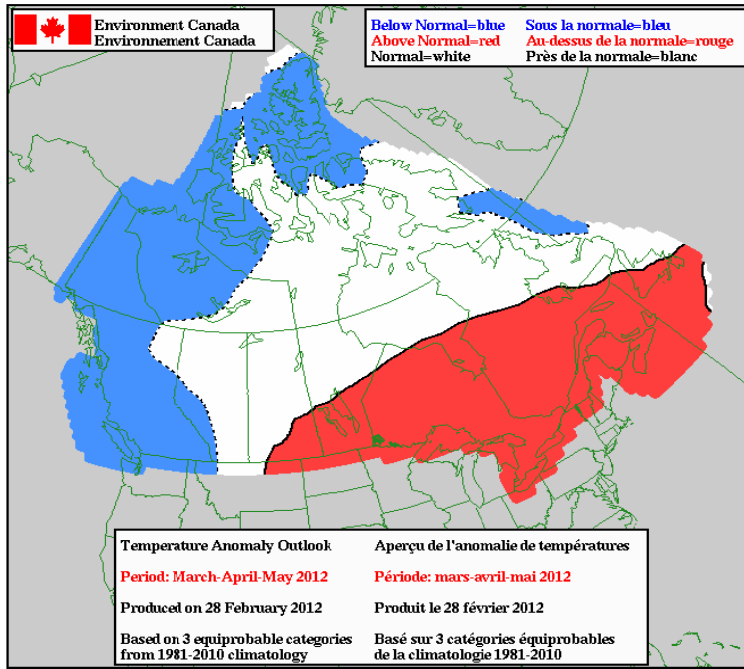 Environment Canada
Environnement Canada
Below Normal=blue Sous la normale=bleu
Above Normal=red Au-dessus de la normale=rouge
Normal=white Près de la normale=blanc
Temperature Anomaly Outlook Aperçu de l'anomalie de températures
Period: March-April-May 2012 Période: mars-avril-mai 2012
Produced on 28 February 2012 Produit le 28 février 2012
Based on 3 equiprobable categories Basé sur 3 catégories équiprobables
from 1981-2010 climatology de la climatologie 1981-2010